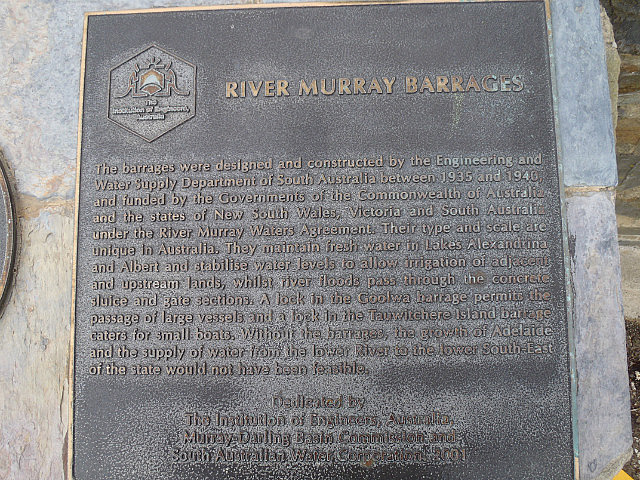 The
Institution of Engineers,
Australia
RIVER MURRAY BARRAGES
The barrages were designed and constructed by the Engineering and
Water Supply Department of South Australia between 1935 and 1940,
and funded by the Governments of the Commonwealth of Australia
and the states of New South Wales, Victoria and South Australia
under the River Murray Waters Agreement. Their type and scale are
unique in Australia. They maintain fresh water in Lakes Alexandrina
and Albert and stabilise water levels to allow irrigation of adjacent
and upstream lands, whilst river floods pass through the concrete
sluice and gate sections. A lock in the Goolwa barrage permits the
passage of large vessels and a lock in the Tauwitchere Island barrage
caters for small boats. Without the barrages, the growth of Adelaide
and the supply of water from the lower River to the lower South-East
of the state would not have been feasible.
Dedicated by
The Institution of Engineers, Australia,
Murray-Darling Basin Commission and
South Australian Water Corporation, 2001